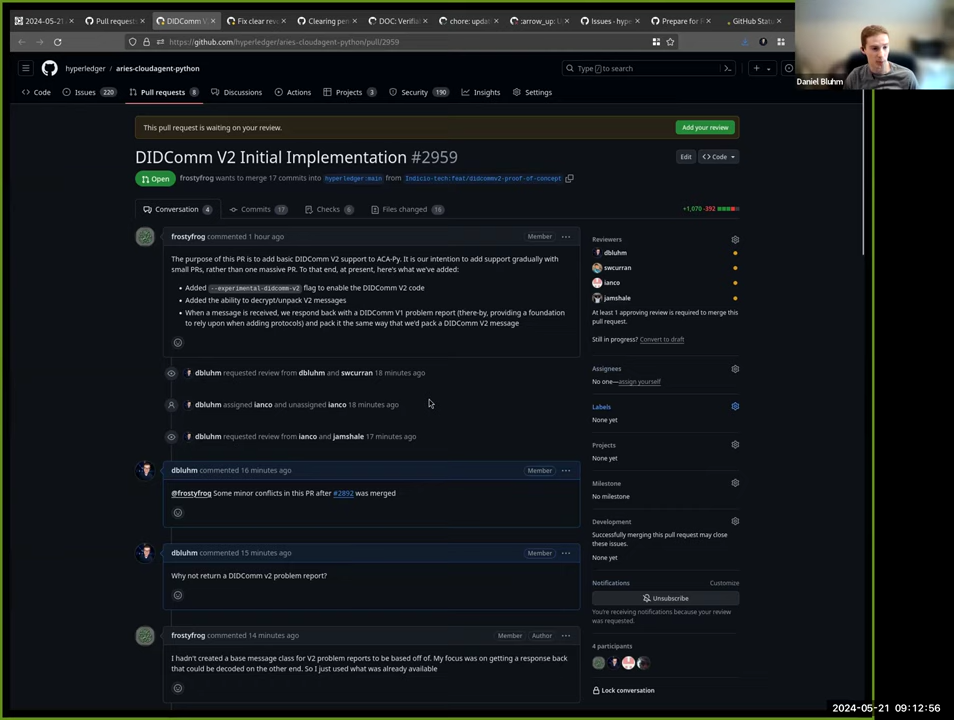 2024-05-21
Pull requests
DIDComm V
Fix clear rev
Clearing pen
DOC: Verifia
chore: updat
:arrow_up: U
Issues · hype
Prepare for R
GitHub Statu
https://github.com/hyperledger/aries-cloudagent-python/pull/2959
hyperledger / aries-cloudagent-python
Type / to search
Daniel Bluhm
Code
Issues 220
Pull requests 8
Discussions
Actions
Projects 3
Security 190
Insights
Settings
This pull request is waiting on your review.
Add your review
DIDComm V2 Initial Implementation #2959
Edit
<> Code
Open
frostyfrog wants to merge 17 commits into hyperledger:main from Indicio-tech:feat/didcommv2-proof-of-concept
Conversation 4
Commits 17
Checks 6
Files changed 16
+1,070 -392
frostyfrog commented 1 hour ago
Member
The purpose of this PR is to add basic DIDComm V2 support to ACA-Py. It is our intention to add support gradually with
small PRs, rather than one massive PR. To that end, at present, here's what we've added:
Added --experimental-didcomm-v2 flag to enable the DIDComm V2 code
Added the ability to decrypt/unpack V2 messages
When a message is received, we respond back with a DIDComm V1 problem report (there-by, providing a foundation
to rely upon when adding protocols) and pack it the same way that we'd pack a DIDComm V2 message
dbluhm requested review from dbluhm and swcurran 18 minutes ago
dbluhm assigned ianco and unassigned ianco 18 minutes ago
dbluhm requested review from ianco and jamshale 17 minutes ago
dbluhm commented 16 minutes ago
Member
@frostyfrog Some minor conflicts in this PR after #2892 was merged
dbluhm commented 15 minutes ago
Member
Why not return a DIDComm v2 problem report?
frostyfrog commented 14 minutes ago
Member
Author
I hadn't created a base message class for V2 problem reports to be based off of. My focus was on getting a response back
that could be decoded on the other end. So I just used what was already available
Reviewers
dbluhm
swcurran
ianco
jamshale
At least 1 approving review is required to merge this
pull request.
Still in progress? Convert to draft
Assignees
No one—assign yourself
Labels
None yet
Projects
None yet
Milestone
No milestone
Development
Successfully merging this pull request may close
these issues.
None yet
Notifications
Customize
Unsubscribe
You're receiving notifications because your review
was requested.
4 participants
Lock conversation
2024-05-21 09:12:56